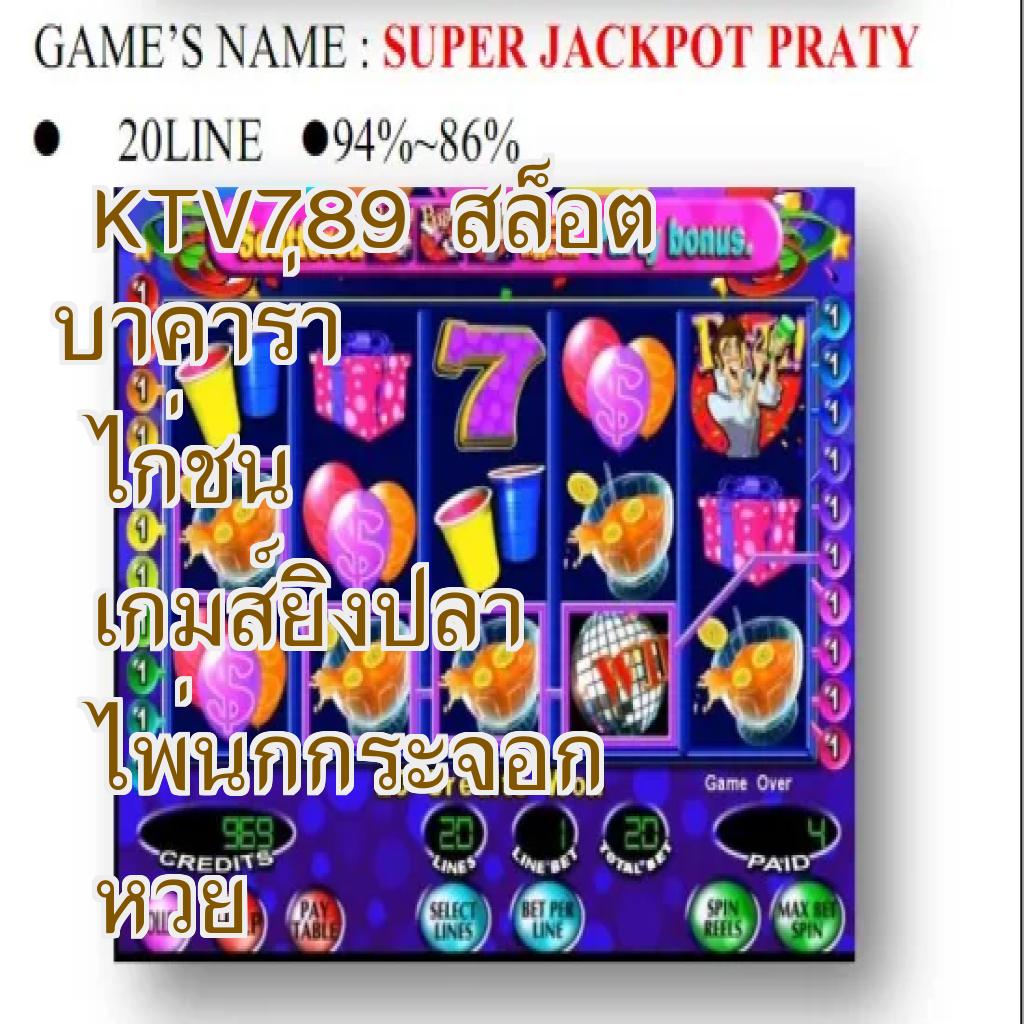 GAME'S NAME : SUPER JACKPOT PRATY
● 20LINE ●94%~86%
KTV789 สล็อต
bonus.
บาคาร่า
ไก่ชน
เกมส์ยิงปลา
ไพ่นกกระจอก
Game Over
969
20
1
20
4
CREDITS
LINES
LINE BET
TOTAL BET
PAID
หวย
PAY TABLE
SELECT LINES
BET PER LINE
SPIN REELS
MAX BET SPIN